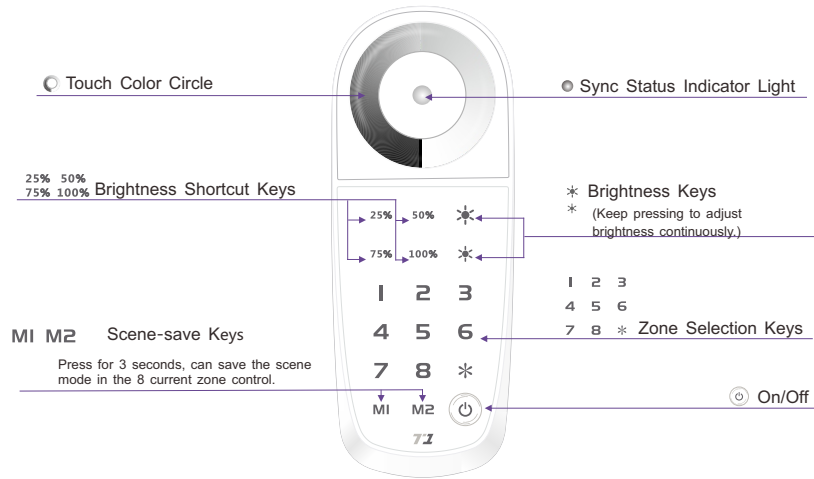 Touch Color Circle
Sync Status Indicator Light
25% 50%
75% 100% Brightness Shortcut Keys
Brightness Keys
(Keep pressing to adjust
brightness continuously.)
25% 50%
75% 100%
1 2 3
4 5 6
7 8 *
M1 M2
T1
1 2 3
4 5 6
7 8 * Zone Selection Keys
M1 M2 Scene-save Keys
Press for 3 seconds, can save the scene
mode in the 8 current zone control.
On/Off